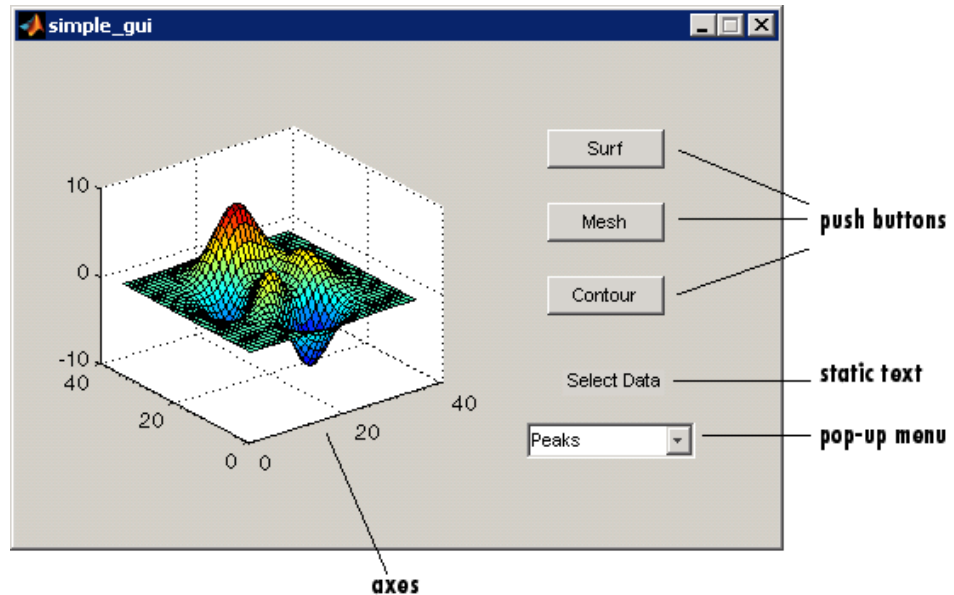 simple_gui
Surf
Mesh
Contour
push buttons
Select Data
static text
Peaks
pop-up menu
10
0
-10
40
20
0
0
20
40
axes